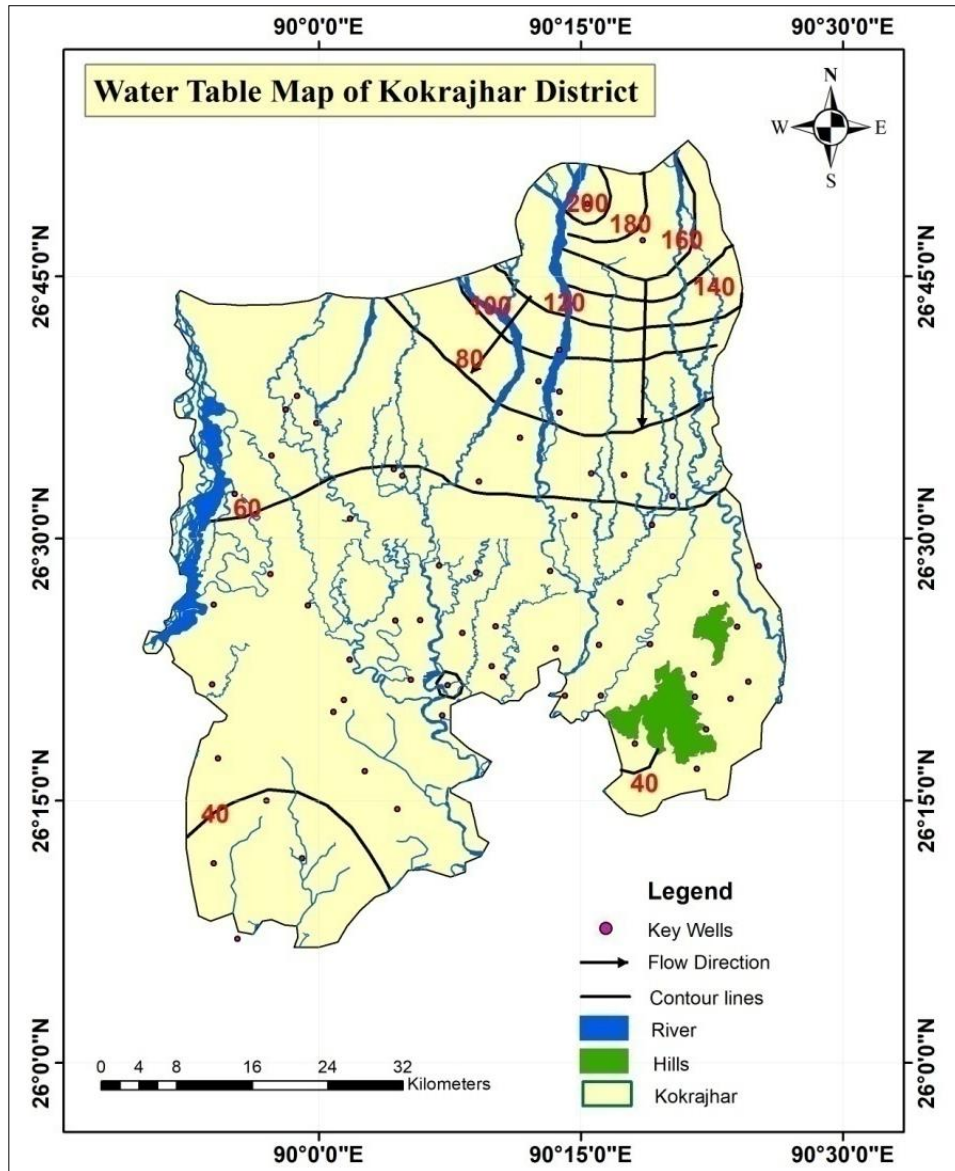 90°0'0"E 90°15'0"E 90°30'0"E
Water Table Map of Kokrajhar District
N
W E
S
200
180
160
26°45'0"N 26°45'0"N
140
100 120
80
60
26°30'0"N 26°30'0"N
40
26°15'0"N 26°15'0"N
40
Legend
Key Wells
Flow Direction
Contour lines
River
Hills
Kokrajhar
26°0'0"N 26°0'0"N
0 4 8 16 24 32
Kilometers
90°0'0"E 90°15'0"E 90°30'0"E